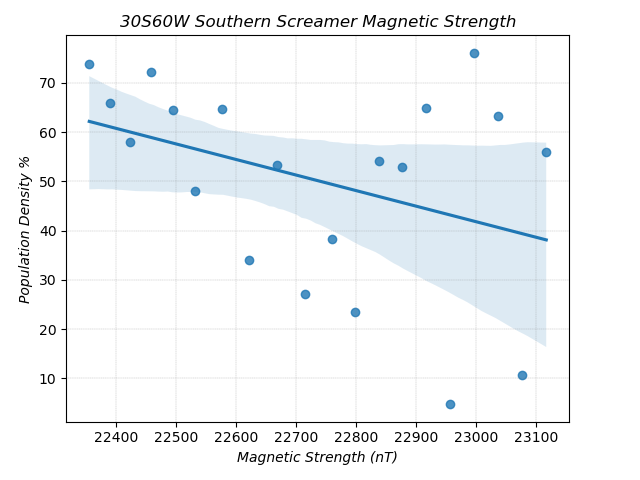 30S60W Southern Screamer Magnetic Strength
70
60
50
40
30
20
10
Population Density %
22400 22500 22600 22700 22800 22900 23000 23100
Magnetic Strength (nT)